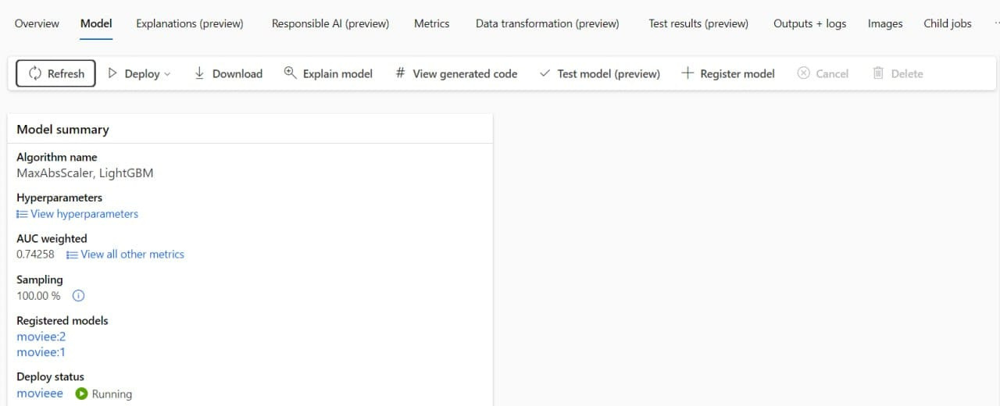 Overview Model Explanations (preview) Responsible AI (preview) Metrics Data transformation (preview) Test results (preview) Outputs + logs Images Child jobs ...
Refresh Deploy Download Explain model # View generated code Test model (preview) Register model Cancel Delete
Model summary
Algorithm name
MaxAbsScaler, LightGBM
Hyperparameters
View hyperparameters
AUC weighted
0.74258 View all other metrics
Sampling
100.00 %
Registered models
moviee:2
moviee:1
Deploy status
movieee Running